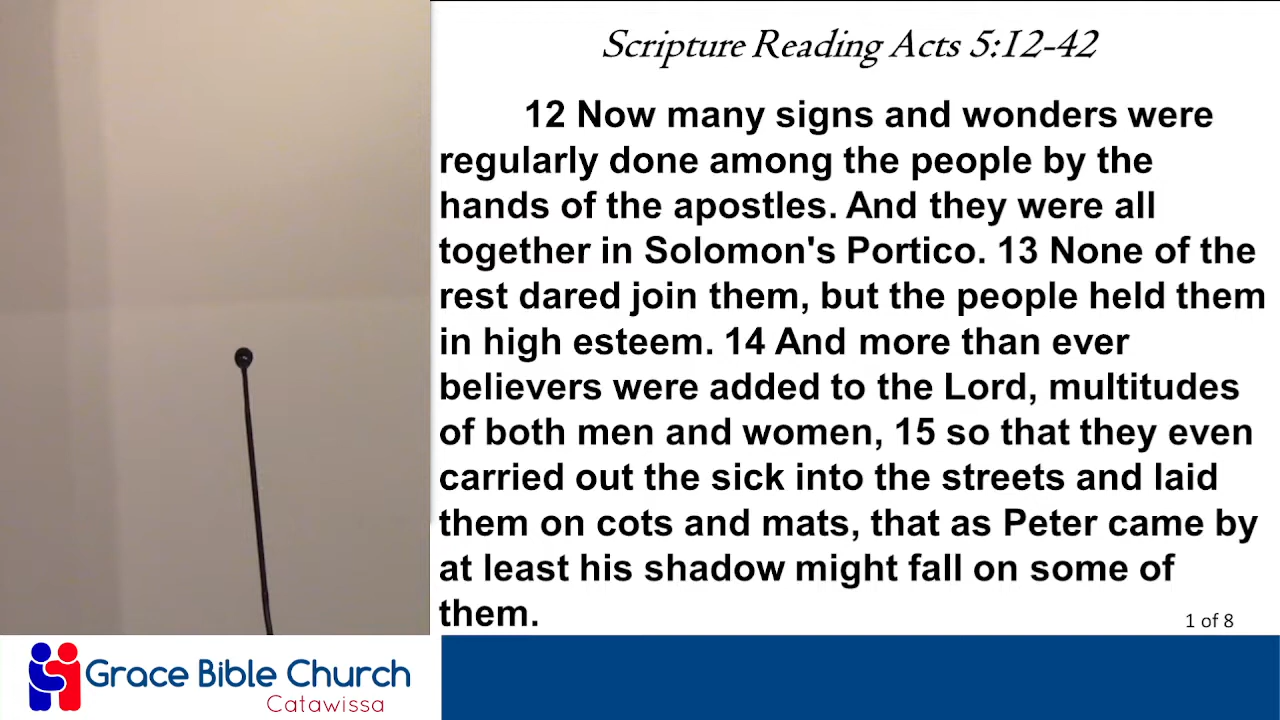 Scripture Reading Acts 5:12-42
12 Now many signs and wonders were
regularly done among the people by the
hands of the apostles. And they were all
together in Solomon's Portico. 13 None of the
rest dared join them, but the people held them
in high esteem. 14 And more than ever
believers were added to the Lord, multitudes
of both men and women, 15 so that they even
carried out the sick into the streets and laid
them on cots and mats, that as Peter came by
at least his shadow might fall on some of
them.
1 of 8
Grace Bible Church
Catawissa